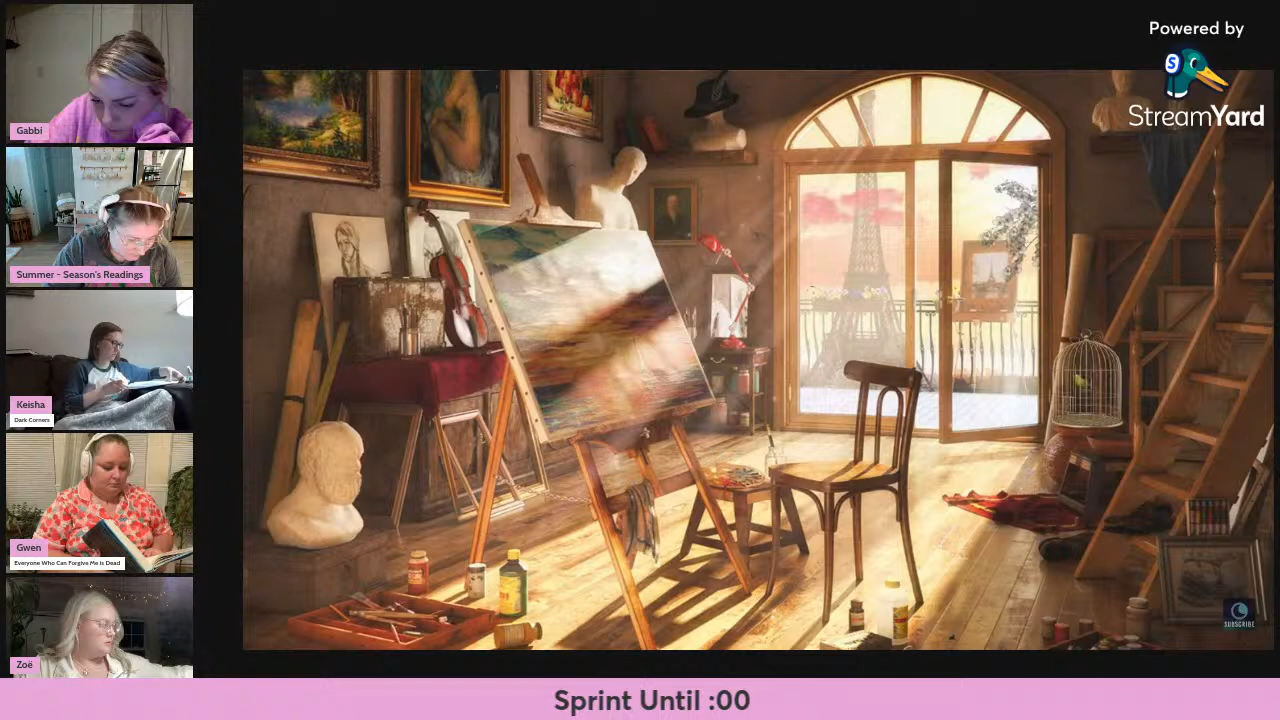 Powered by
StreamYard
Gabbi
Summer - Season's Readings
Keisha
Dark Corners
Gwen
Everyone Who Can Forgive Me is Dead
Zoë
SUBSCRIBE
Sprint Until :00